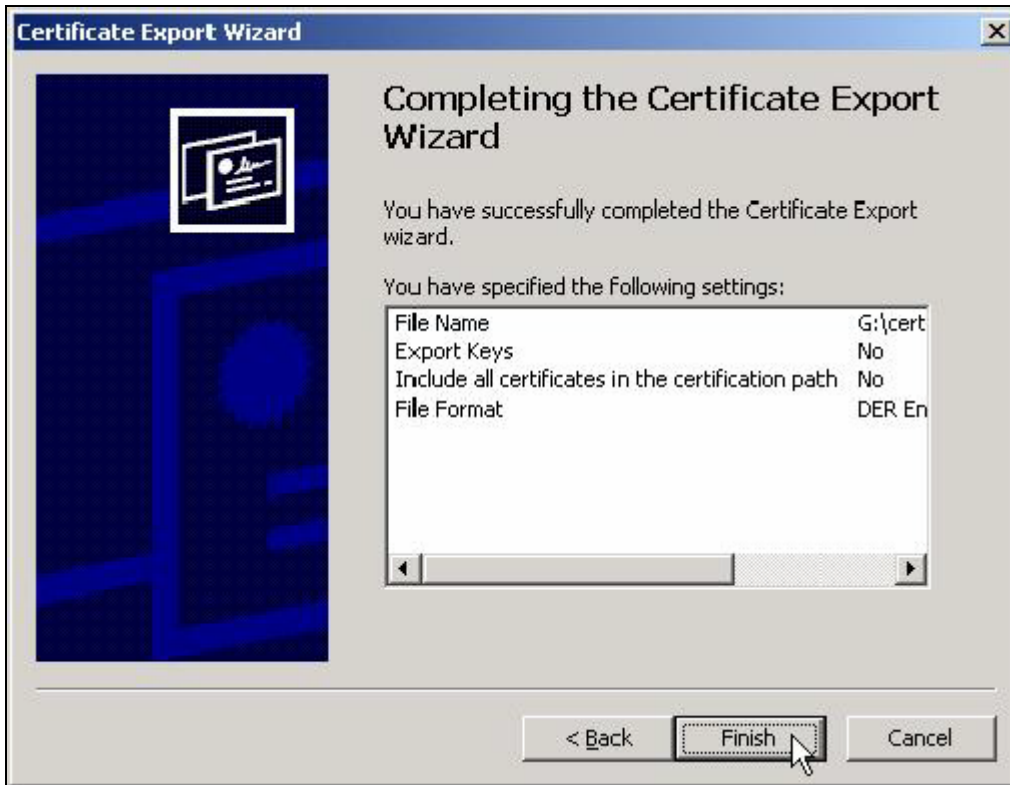 Certificate Export Wizard
Completing the Certificate Export
Wizard
You have successfully completed the Certificate Export
wizard.
You have specified the following settings:
File Name G:\cert
Export Keys No
Include all certificates in the certification path No
File Format DER En
< Back Finish Cancel